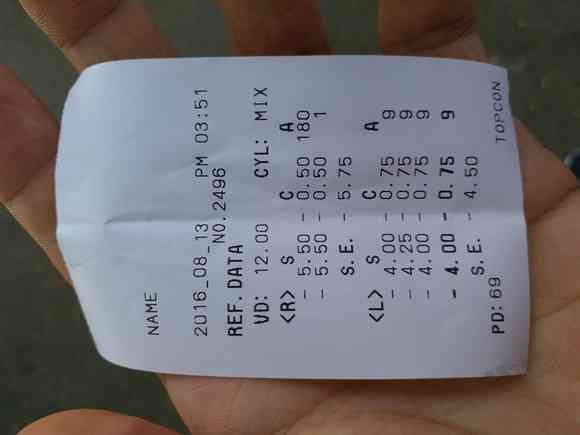 NAME
2016_08-13 PM 03:51
NO.2496
REF. DATA
VD: 12.00 CYL: MIX
<R> S C A
- 5.50 - 0.50 180
- 5.50 - 0.50 1
S.E. - 5.75
<L> S C A
- 4.00 - 0.75 9
- 4.25 - 0.75 9
- 4.00 - 0.75 9
- 4.00 - 0.75 9
S.E. - 4.50
PD: 69 TOPCON